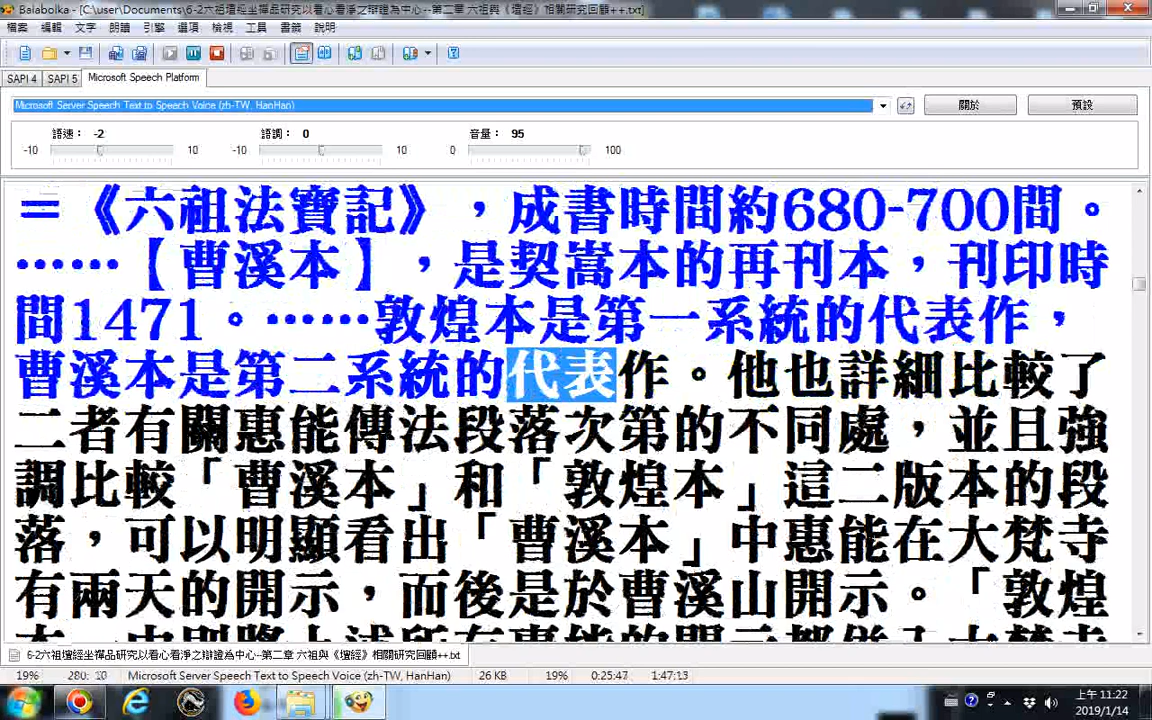 Balabolka - [C:\user\Documents\6-2六祖壇經坐禪品研究以看心看淨之辯證為中心--第二章 六祖與《壇經》相關研究回顧++.txt]
檔案 編輯 文字 朗讀 引擎 選項 檢視 工具 書籤 說明
SAPI 4 SAPI 5 Microsoft Speech Platform
Microsoft Server Speech Text to Speech Voice (zh-TW, HanHan) 關於 預設
語速： -2 語調： 0 音量： 95
-10 10 -10 10 0 100
＝《六祖法寶記》，成書時間約680-700間。
……【曹溪本】，是契嵩本的再刊本，刊印時
間1471。……敦煌本是第一系統的代表作，
曹溪本是第二系統的代表作。他也詳細比較了
二者有關惠能傳法段落次第的不同處，並且強
調比較「曹溪本」和「敦煌本」這二版本的段
落，可以明顯看出「曹溪本」中惠能在大梵寺
有兩天的開示，而後是於曹溪山開示。「敦煌
6-2六祖壇經坐禪品研究以看心看淨之辯證為中心--第二章 六祖與《壇經》相關研究回顧++.txt
19% 280: 10 Microsoft Server Speech Text to Speech Voice (zh-TW, HanHan) 26 KB 19% 0:25:47 1:47:13
上午 11:22
2019/1/14